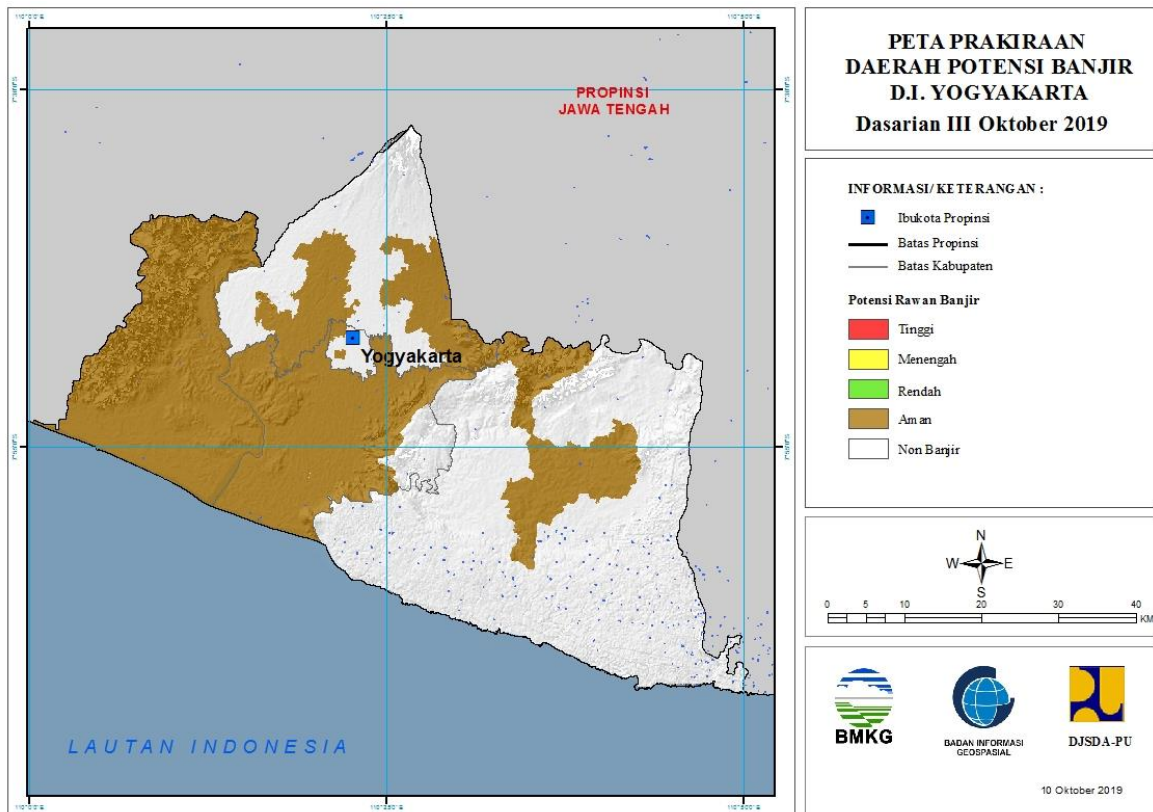 PETA PRAKIRAAN
DAERAH POTENSI BANJIR
D.I. YOGYAKARTA
Dasarian III Oktober 2019
PROPINSI
JAWA TENGAH
Yogyakarta
LAUTAN INDONESIA
INFORMASI/ KETERANGAN :
Ibukota Propinsi
Batas Propinsi
Batas Kabupaten
Potensi Rawan Banjir
Tinggi
Menengah
Rendah
Aman
Non Banjir
N
W E
S
0 5 10 20 30 40
KM
BMKG
BADAN INFORMASI
GEOSPASIAL
DJSDA-PU
10 Oktober 2019